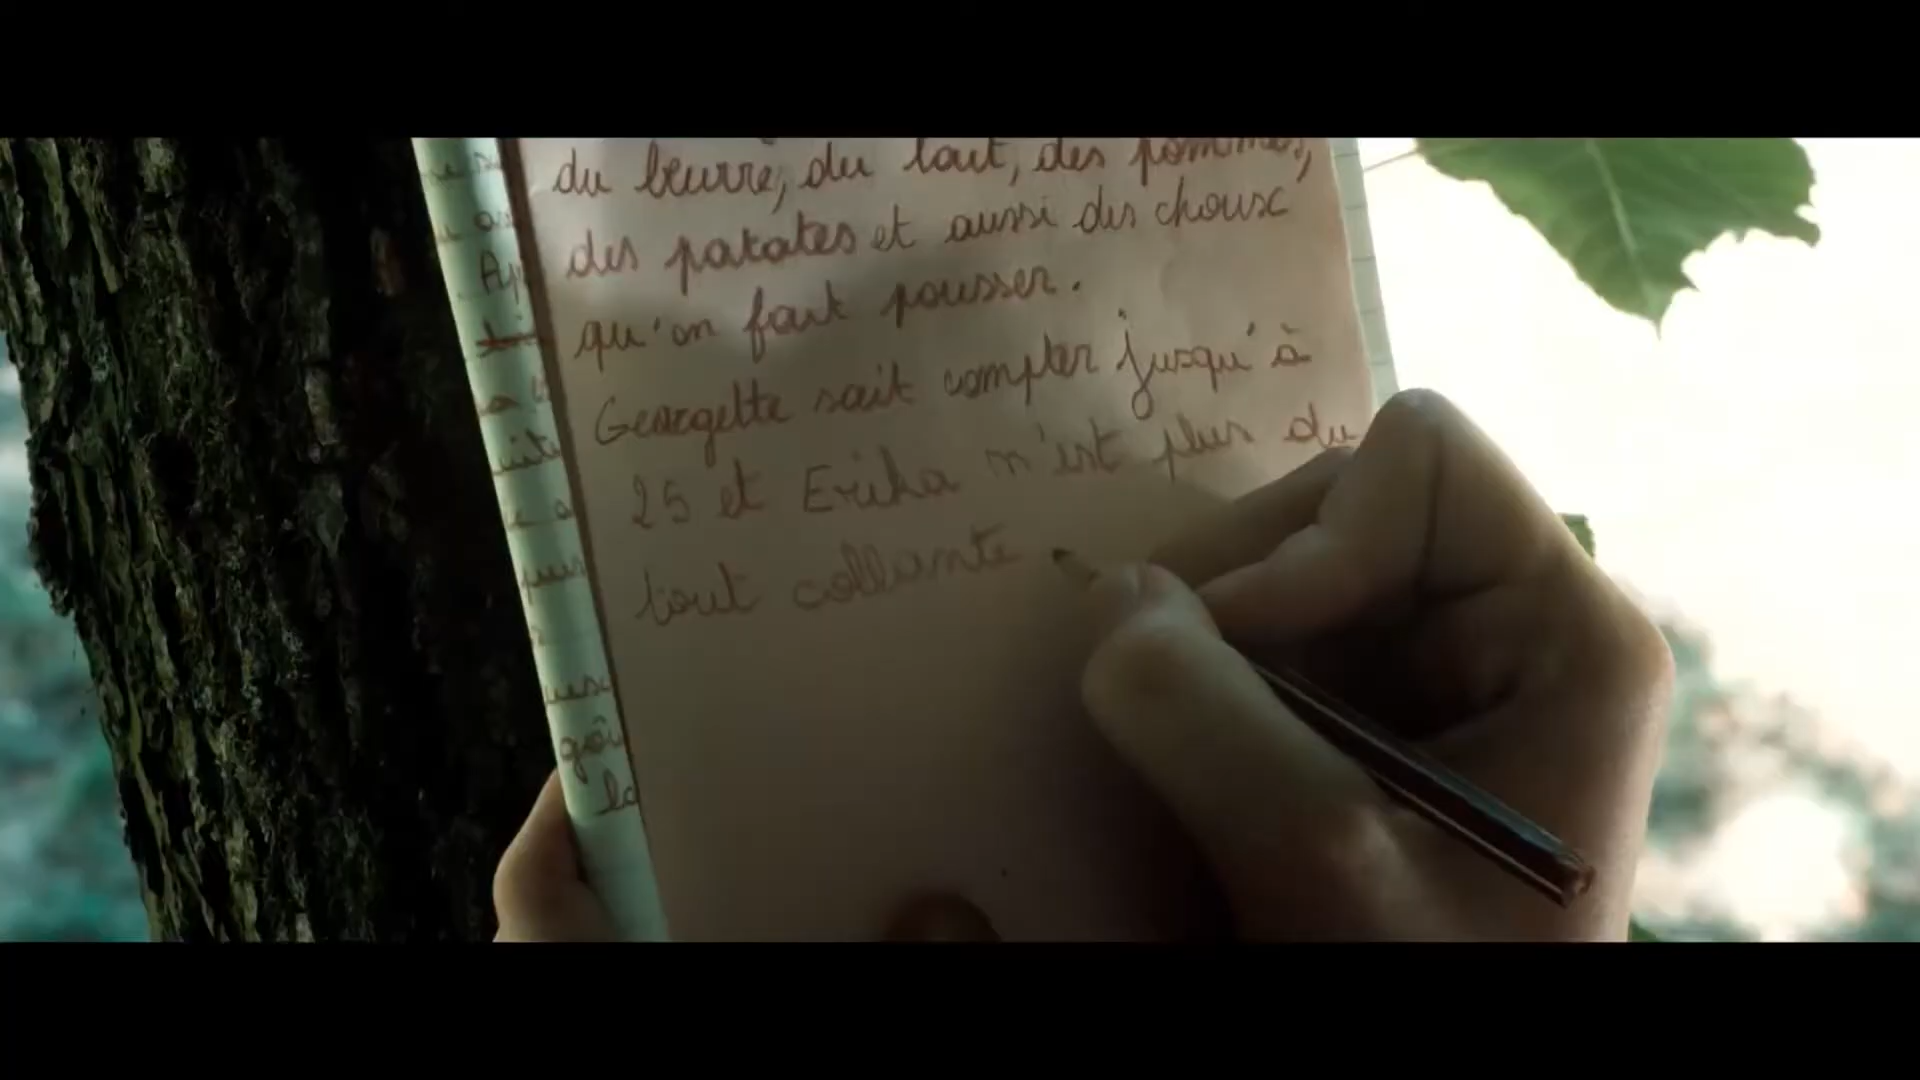 du beurre, du lait, des pommes,
des patates et aussi des choux
qu'on fait pousser.
Georgette sait compter jusqu'à
25 et Erika n'est plus du
tout collante